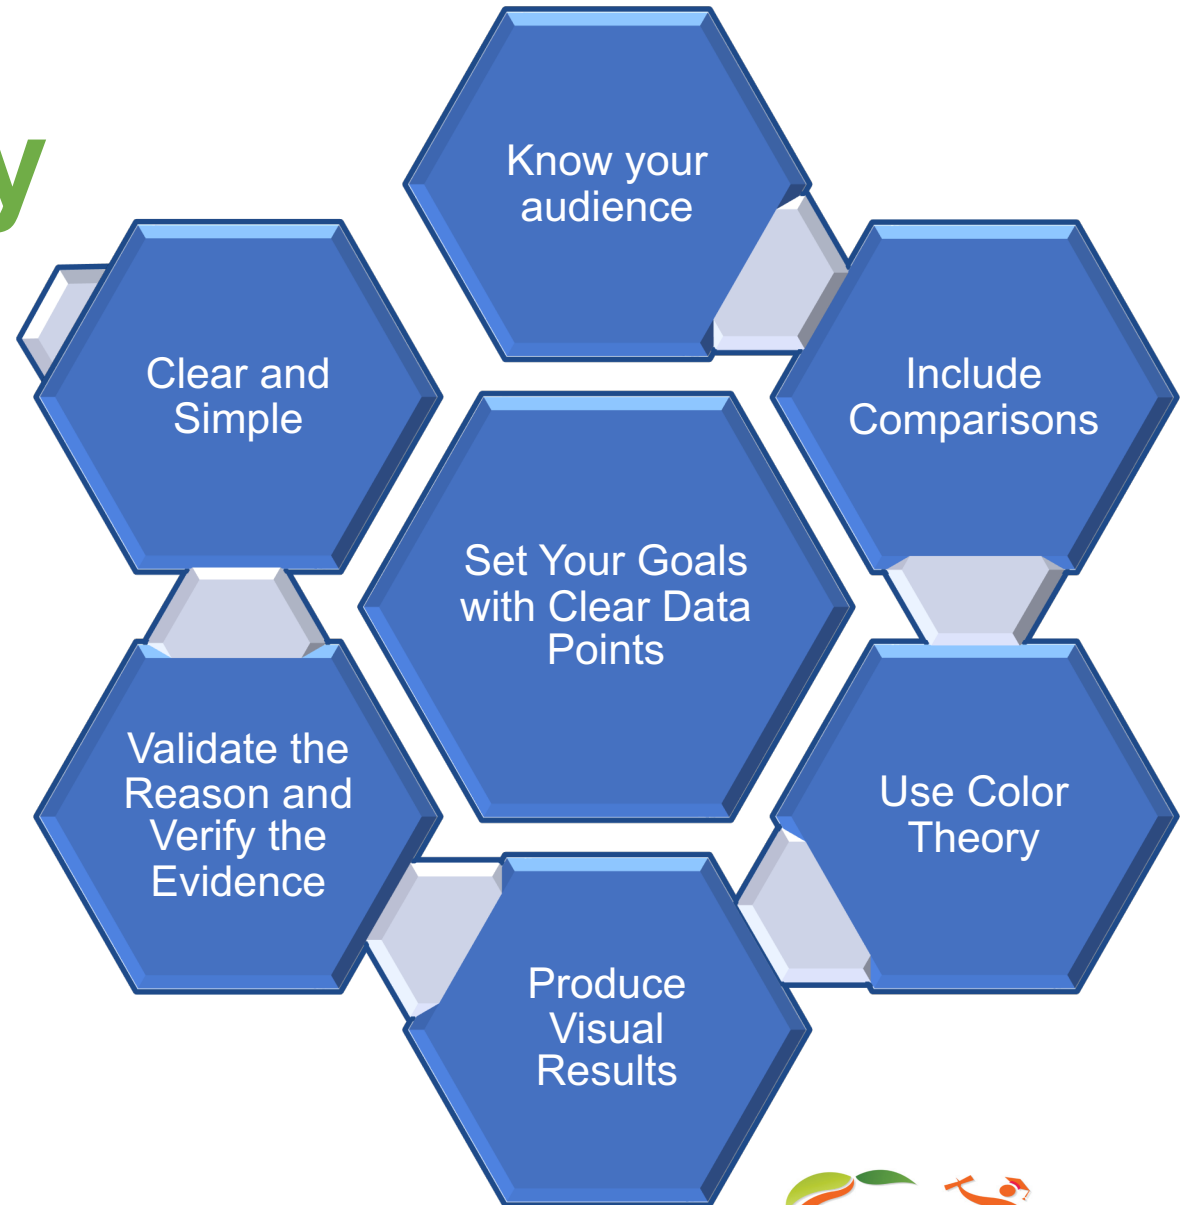 y
Know your
audience
Clear and
Simple
Include
Comparisons
Set Your Goals
with Clear Data
Points
Validate the
Reason and
Verify the
Evidence
Use Color
Theory
Produce
Visual
Results